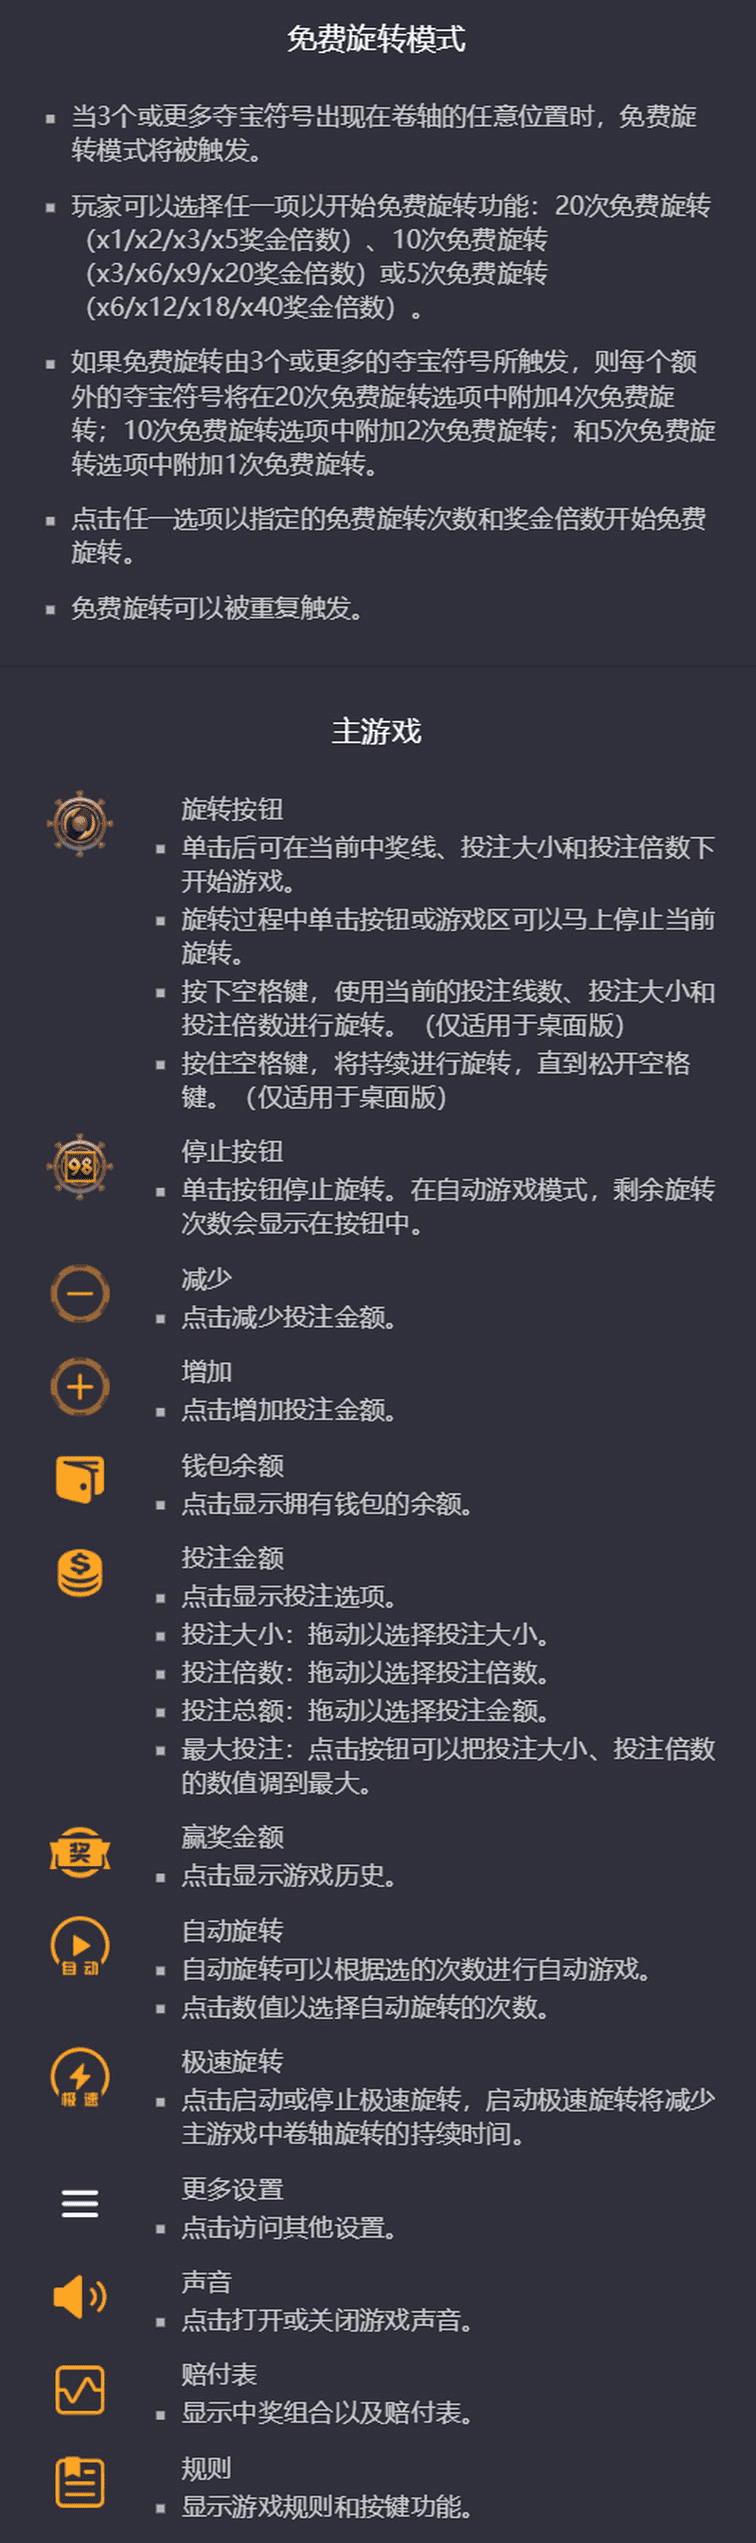 免费旋转模式
当3个或更多夺宝符号出现在卷轴的任意位置时，免费旋
转模式将被触发。
玩家可以选择任一项以开始免费旋转功能：20次免费旋转
（x1/x2/x3/x5奖金倍数）、10次免费旋转
（x3/x6/x9/x20奖金倍数）或5次免费旋转
（x6/x12/x18/x40奖金倍数）。
如果免费旋转由3个或更多的夺宝符号所触发，则每个额
外的夺宝符号将在20次免费旋转选项中附加4次免费旋
转；10次免费旋转选项中附加2次免费旋转；和5次免费旋
转选项中附加1次免费旋转。
点击任一选项以指定的免费旋转次数和奖金倍数开始免费
旋转。
免费旋转可以被重复触发。
主游戏
旋转按钮
单击后可在当前中奖线、投注大小和投注倍数下
开始游戏。
旋转过程中单击按钮或游戏区可以马上停止当前
旋转。
按下空格键，使用当前的投注线数、投注大小和
投注倍数进行旋转。（仅适用于桌面版）
按住空格键，将持续进行旋转，直到松开空格
键。（仅适用于桌面版）
98
停止按钮
单击按钮停止旋转。在自动游戏模式，剩余旋转
次数会显示在按钮中。
减少
点击减少投注金额。
增加
点击增加投注金额。
钱包余额
点击显示拥有钱包的余额。
$
投注金额
点击显示投注选项。
投注大小：拖动以选择投注大小。
投注倍数：拖动以选择投注倍数。
投注总额：拖动以选择投注金额。
最大投注：点击按钮可以把投注大小、投注倍数
的数值调到最大。
奖
赢奖金额
点击显示游戏历史。
自动
自动旋转
自动旋转可以根据选的次数进行自动游戏。
点击数值以选择自动旋转的次数。
极速
极速旋转
点击启动或停止极速旋转，启动极速旋转将减少
主游戏中卷轴旋转的持续时间。
更多设置
点击访问其他设置。
声音
点击打开或关闭游戏声音。
赔付表
显示中奖组合以及赔付表。
规则
显示游戏规则和按键功能。